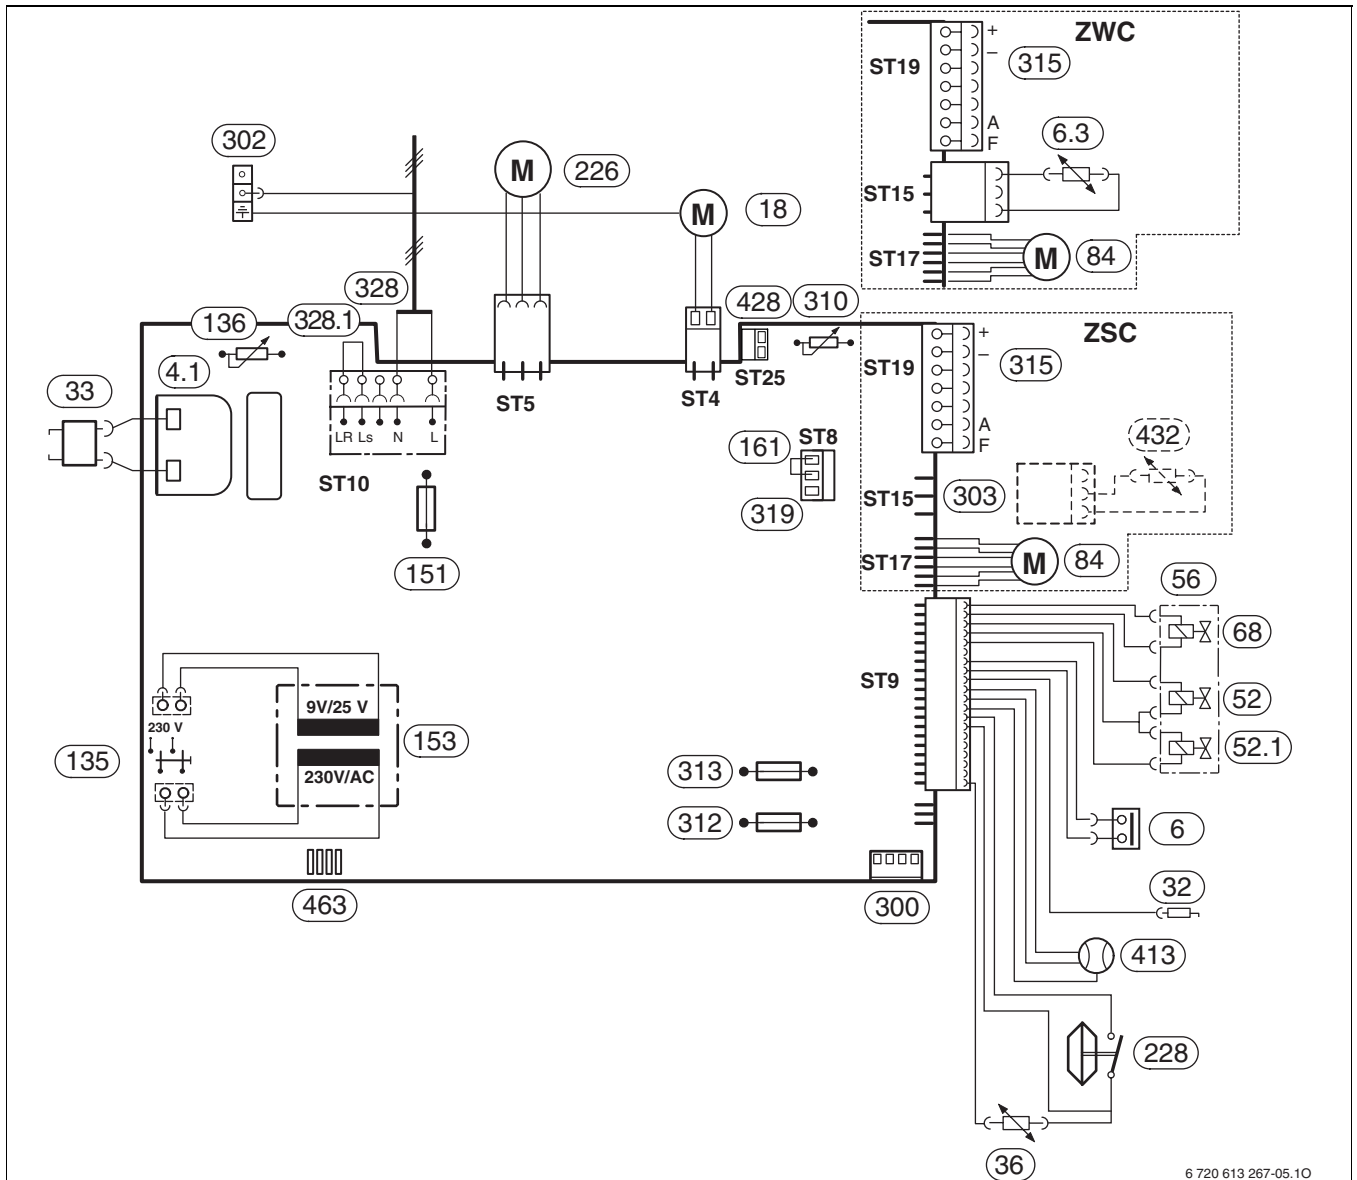 ZWC
+
–
ST19
315
A
F
6.3
ST15
ST17
M
84
302
M
226
M
18
328
428
310
136
328.1
4.1
33
ST5
ST4
ST25
LR
Ls
N
L
ST10
151
161
ST8
319
ZSC
+
–
ST19
315
A
F
432
ST15
303
ST17
M
84
56
68
ST9
52
52.1
9V/25 V
230 V
135
153
230V/AC
313
312
6
463
300
32
413
228
36
6 720 613 267-05.1O